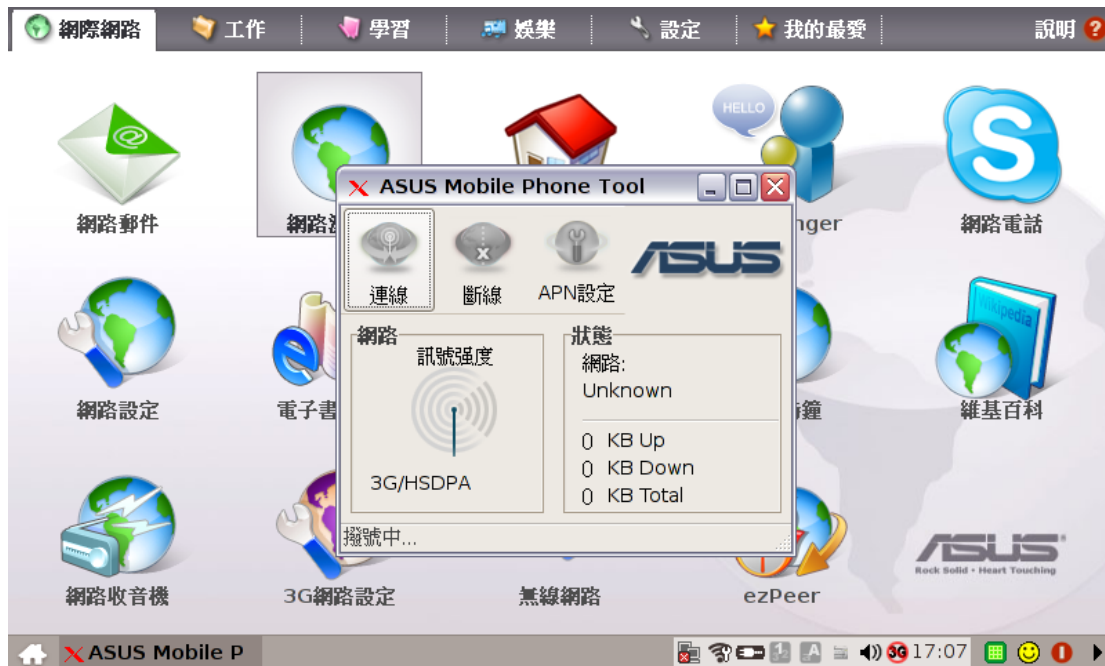 網際網路 工作 學習 娛樂 設定 我的最愛 說明
HELLO
網路郵件 網路 nger 網路電話
ASUS Mobile Phone Tool
連線 斷線 APN設定 ASUS
網路
訊號强度
3G/HSDPA
狀態
網路:
Unknown
0 KB Up
0 KB Down
0 KB Total
撥號中...
Wikipedia
網路設定 電子書 鐘 維基百科
ASUS
Rock Solid • Heart Touching
網路收音機 3G網路設定 無線網路 ezPeer
ASUS Mobile P 3G 17:07